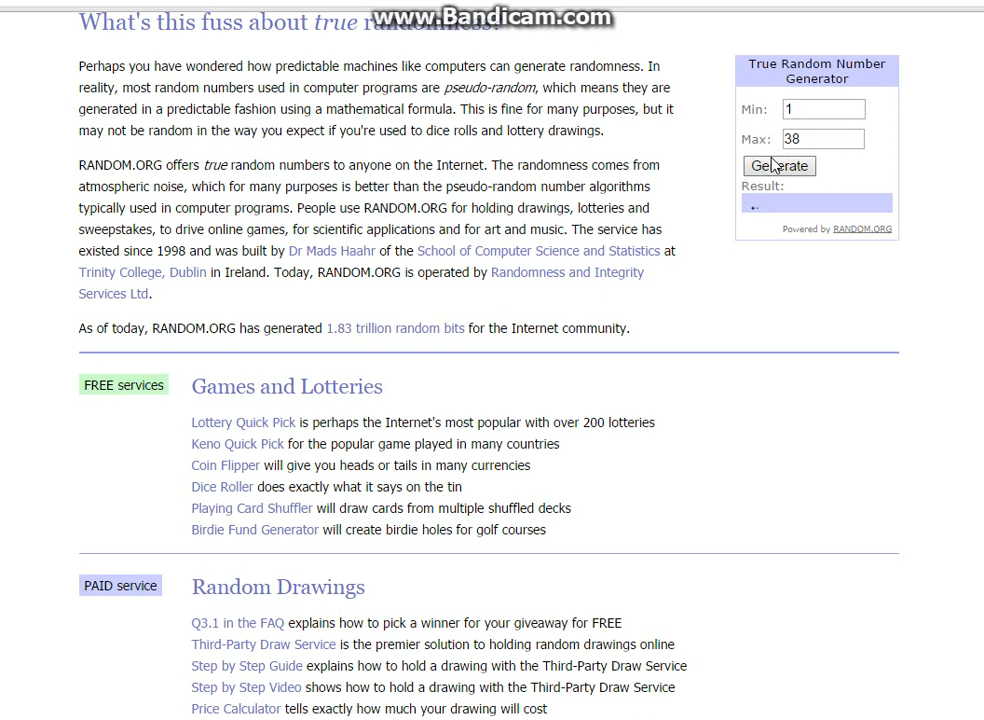 www.Bandicam.com
What's this fuss about true randomness?
Perhaps you have wondered how predictable machines like computers can generate randomness. In
reality, most random numbers used in computer programs are pseudo-random, which means they are
generated in a predictable fashion using a mathematical formula. This is fine for many purposes, but it
may not be random in the way you expect if you're used to dice rolls and lottery drawings.
RANDOM.ORG offers true random numbers to anyone on the Internet. The randomness comes from
atmospheric noise, which for many purposes is better than the pseudo-random number algorithms
typically used in computer programs. People use RANDOM.ORG for holding drawings, lotteries and
sweepstakes, to drive online games, for scientific applications and for art and music. The service has
existed since 1998 and was built by Dr Mads Haahr of the School of Computer Science and Statistics at
Trinity College, Dublin in Ireland. Today, RANDOM.ORG is operated by Randomness and Integrity
Services Ltd.
As of today, RANDOM.ORG has generated 1.83 trillion random bits for the Internet community.
True Random Number
Generator
Min: 1
Max: 38
Generate
Result:
Powered by RANDOM.ORG
FREE services
Games and Lotteries
Lottery Quick Pick is perhaps the Internet's most popular with over 200 lotteries
Keno Quick Pick for the popular game played in many countries
Coin Flipper will give you heads or tails in many currencies
Dice Roller does exactly what it says on the tin
Playing Card Shuffler will draw cards from multiple shuffled decks
Birdie Fund Generator will create birdie holes for golf courses
PAID service
Random Drawings
Q3.1 in the FAQ explains how to pick a winner for your giveaway for FREE
Third-Party Draw Service is the premier solution to holding random drawings online
Step by Step Guide explains how to hold a drawing with the Third-Party Draw Service
Step by Step Video shows how to hold a drawing with the Third-Party Draw Service
Price Calculator tells exactly how much your drawing will cost